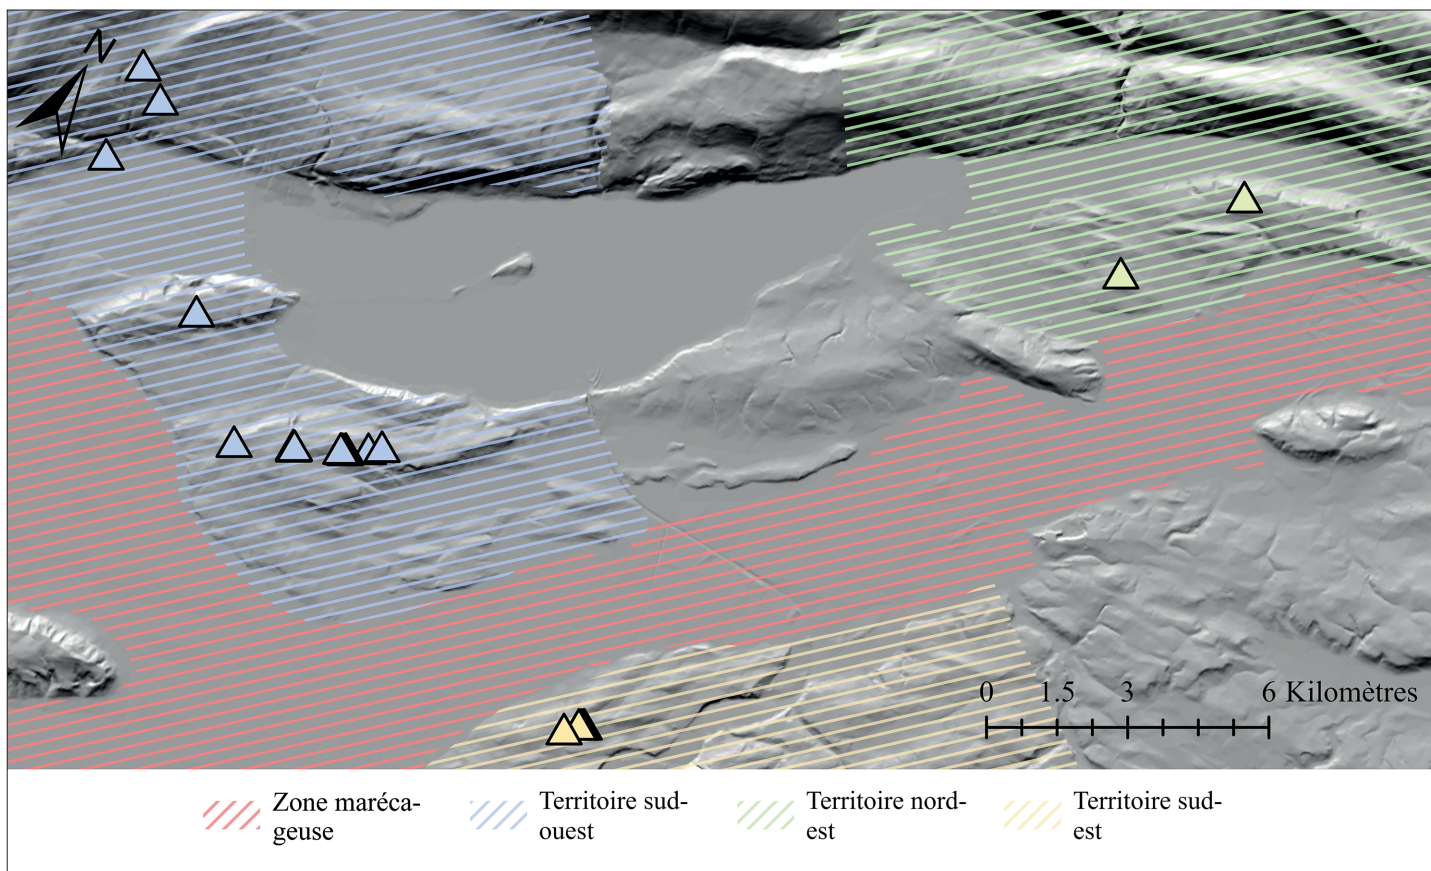 N
0 1.5 3 6 Kilomètres
Zone maréca-
geuse
Territoire sud-
ouest
Territoire nord-
est
Territoire sud-
est